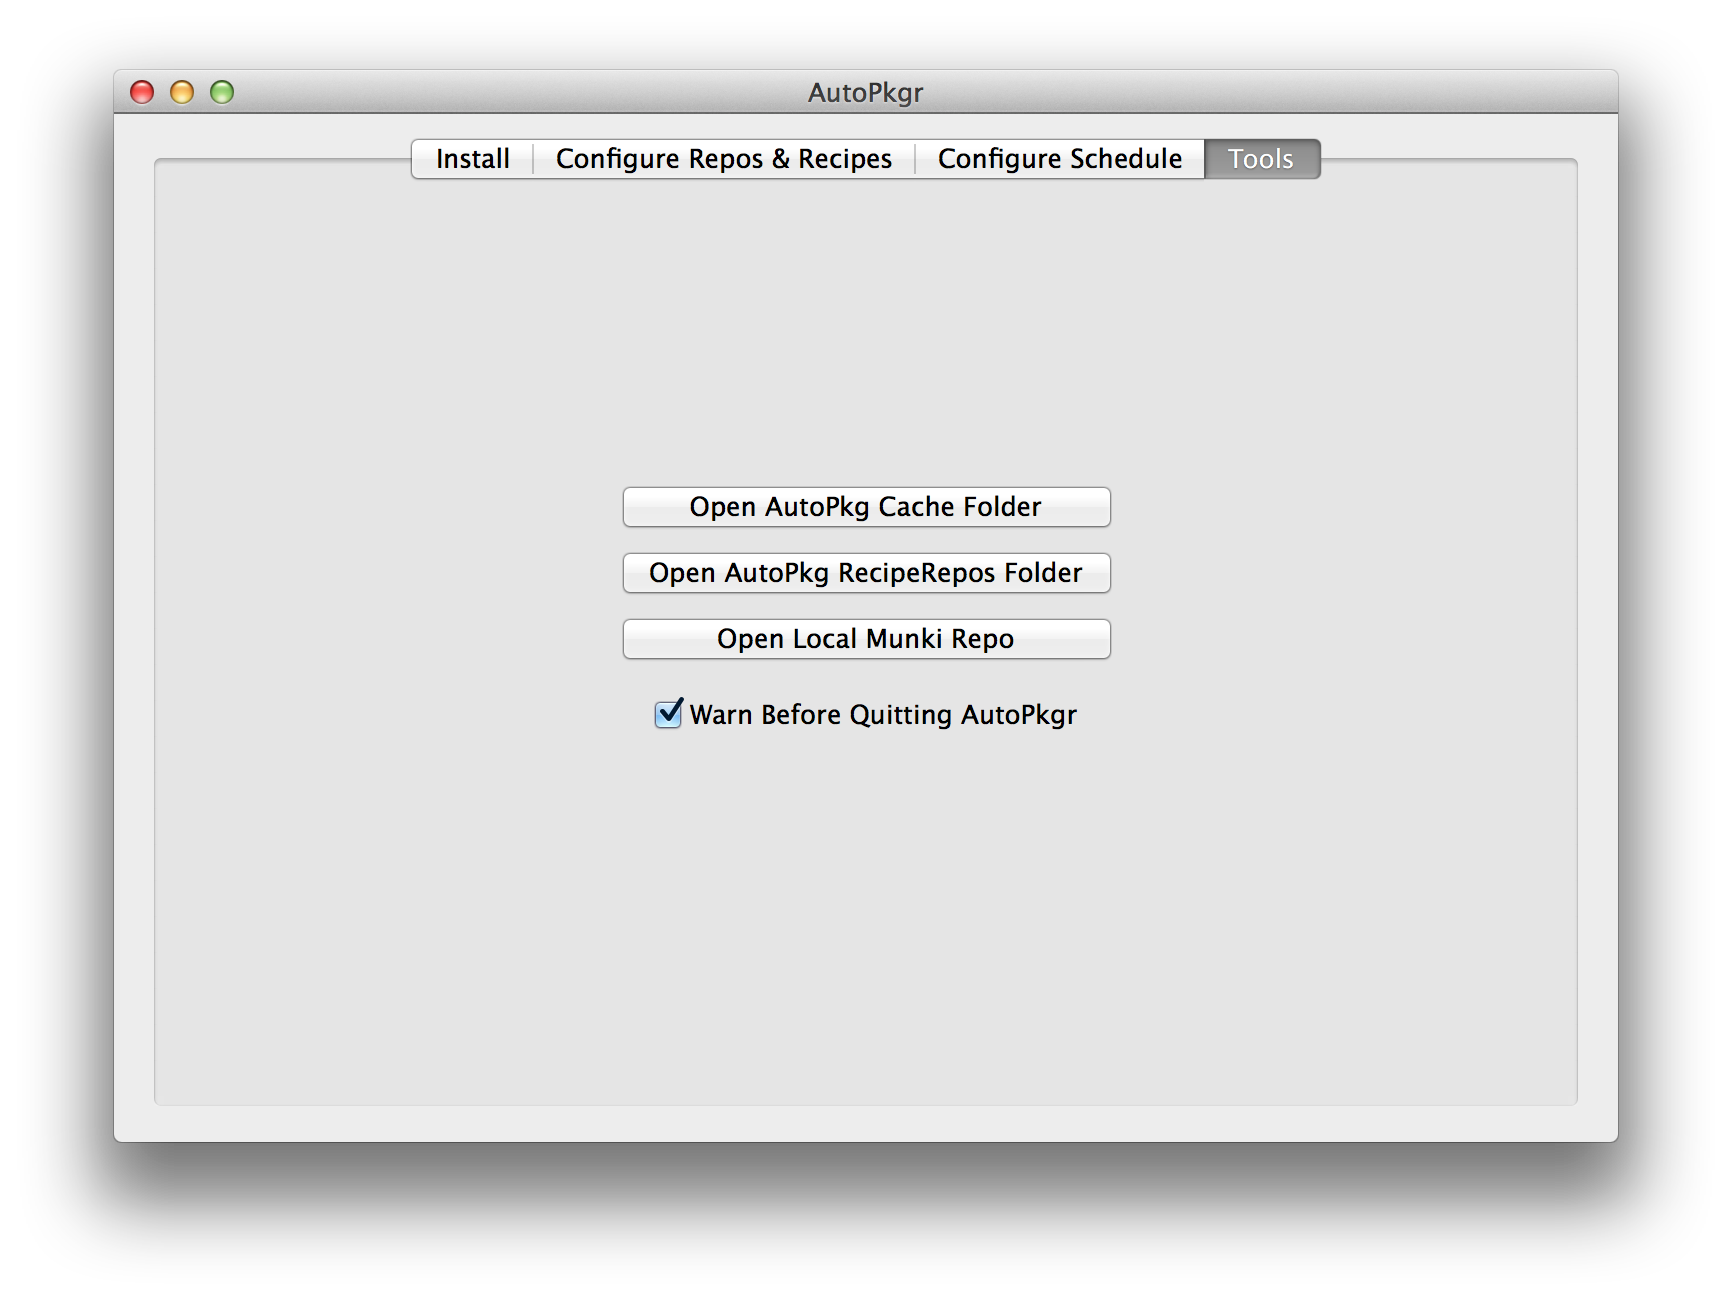 AutoPkgr
Install Configure Repos & Recipes Configure Schedule Tools
Open AutoPkg Cache Folder
Open AutoPkg RecipeRepos Folder
Open Local Munki Repo
Warn Before Quitting AutoPkgr